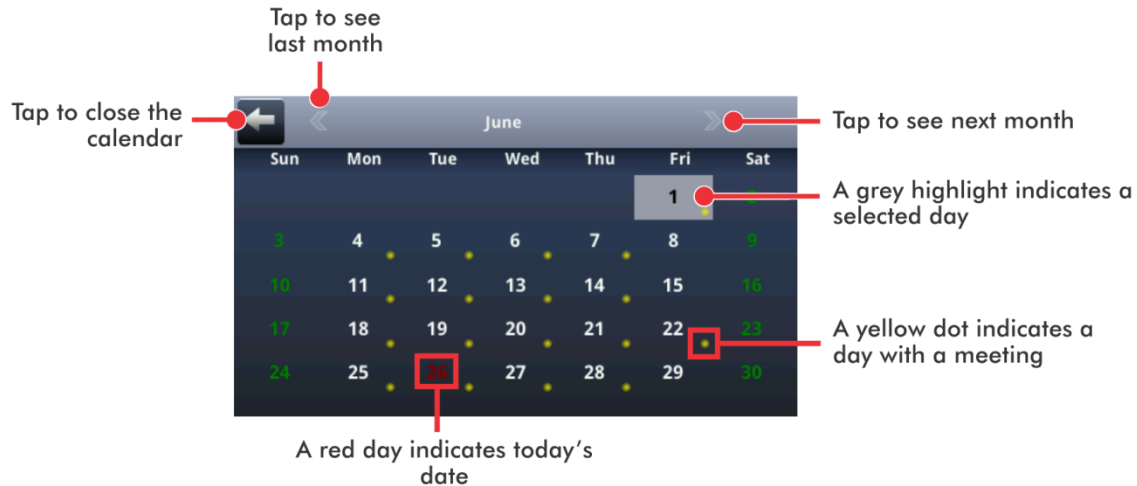 Tap to see
last month
Tap to close the
calendar
June
Tap to see next month
Sun Mon Tue Wed Thu Fri Sat
1 2
A grey highlight indicates a
selected day
3 4 5 6 7 8 9
10 11 12 13 14 15 16
17 18 19 20 21 22 23
A yellow dot indicates a
day with a meeting
24 25 26 27 28 29 30
A red day indicates today's
date